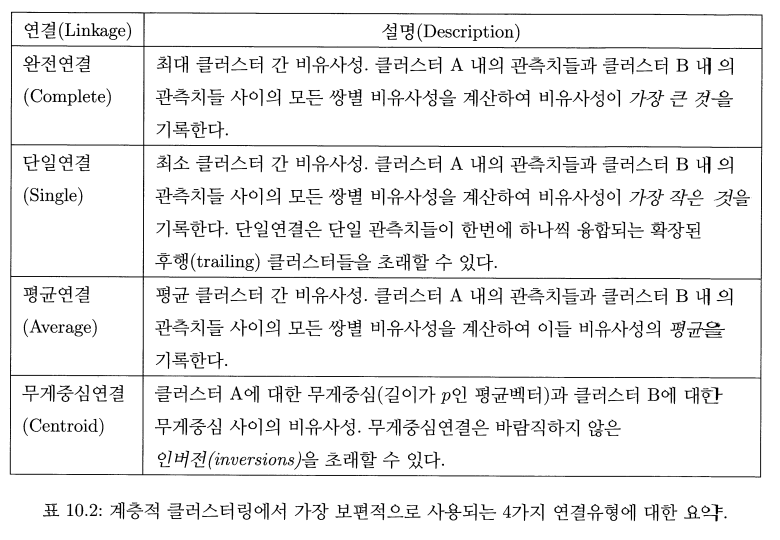 연결(Linkage) 설명(Description)
완전연결 최대 클러스터 간 비유사성. 클러스터 A 내의 관측치들과 클러스터 B 내 의
(Complete) 관측치들 사이의 모든 쌍별 비유사성을 계산하여 비유사성이 가장 큰 것을
기록한다.
단일연결 최소 클러스터 간 비유사성. 클러스터 A 내의 관측치들과 클러스터 B 내 의
(Single) 관측치들 사이의 모든 쌍별 비유사성을 계산하여 비유사성이 가장 작은 것을
기록한다. 단일연결은 단일 관측치들이 한번에 하나씩 융합되는 확장된
후행(trailing) 클러스터들을 초래할 수 있다.
평균연결 평균 클러스터 간 비유사성. 클러스터 A 내의 관측치들과 클러스터 B 내 의
(Average) 관측치들 사이의 모든 쌍별 비유사성을 계산하여 이들 비유사성의 평균을
기록한다.
무게중심연결 클러스터 A에 대한 무게중심(길이가 p인 평균벡터)과 클러스터 B에 대한
(Centroid) 무게중심 사이의 비유사성. 무게중심연결은 바람직하지 않은
인버전(inversions)을 초래할 수 있다.
표 10.2: 계층적 클러스터링에서 가장 보편적으로 사용되는 4가지 연결유형에 대한 요약.